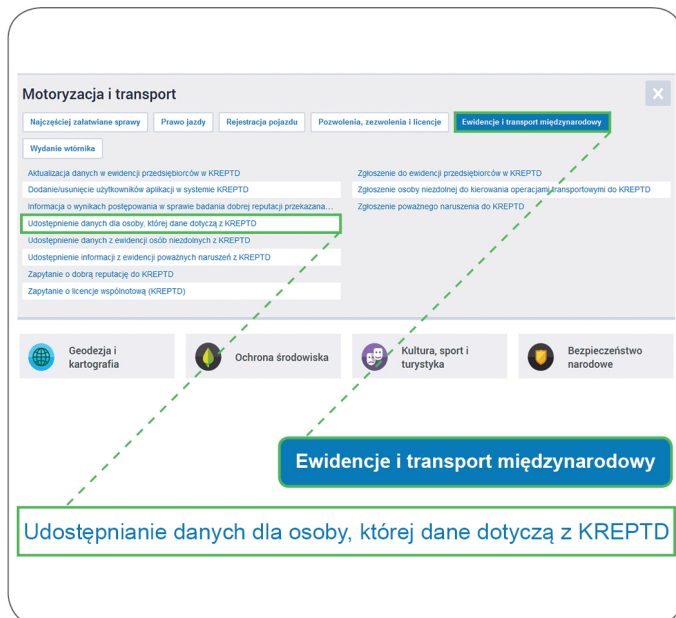 Motoryzacja i transport
X
Najczęściej załatwiane sprawy
Prawo jazdy
Rejestracja pojazdu
Pozwolenia, zezwolenia i licencje
Ewidencje i transport międzynarodowy
Wydanie wtórnika
Aktualizacja danych w ewidencji przedsiębiorców w KREPTD
Dodanie/usunięcie użytkowników aplikacji w systemie KREPTD
Informacja o wynikach postępowania w sprawie badania dobrej reputacji przekazana...
Udostępnienie danych dla osoby, której dane dotyczą z KREPTD
Udostępnienie danych z ewidencji osób niezdolnych z KREPTD
Udostępnienie informacji z ewidencji poważnych naruszeń z KREPTD
Zapytanie o dobrą reputację do KREPTD
Zapytanie o licencje wspólnotową (KREPTD)
Zgłoszenie do ewidencji przedsiębiorców w KREPTD
Zgłoszenie osoby niezdolnej do kierowania operacjami transportowymi do KREPTD
Zgłoszenie poważnego naruszenia do KREPTD
Geodezja i
kartografia
Ochrona środowiska
Kultura, sport i
turystyka
Bezpieczeństwo
narodowe
Ewidencje i transport międzynarodowy
Udostępnianie danych dla osoby, której dane dotyczą z KREPTD